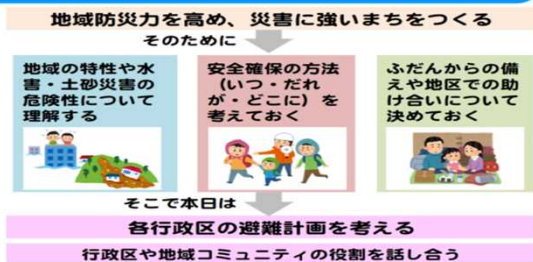 地域防災力を高め、災害に強いまちをつくる
そのために
地域の特性や水
害・土砂災害の
危険性について
理解する
安全確保の方法
（いつ・だれ
が・どこに）を
考えておく
ふだんからの備
えや地区での助
け合いについて
決めておく
そこで本日は
各行政区の避難計画を考える
行政区や地域コミュニティの役割を話し合う